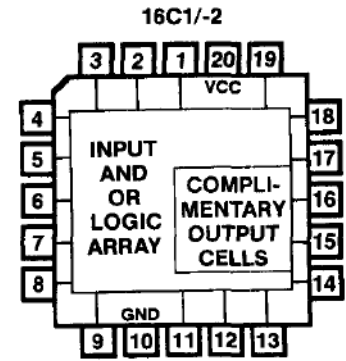 16C1/-2
3 2 1 20 19
VCC
4
18
5
17
6
16
7
15
8
14
INPUT
AND
OR
LOGIC
ARRAY
COMPLI-
MENTARY
OUTPUT
CELLS
GND
9 10 11 12 13